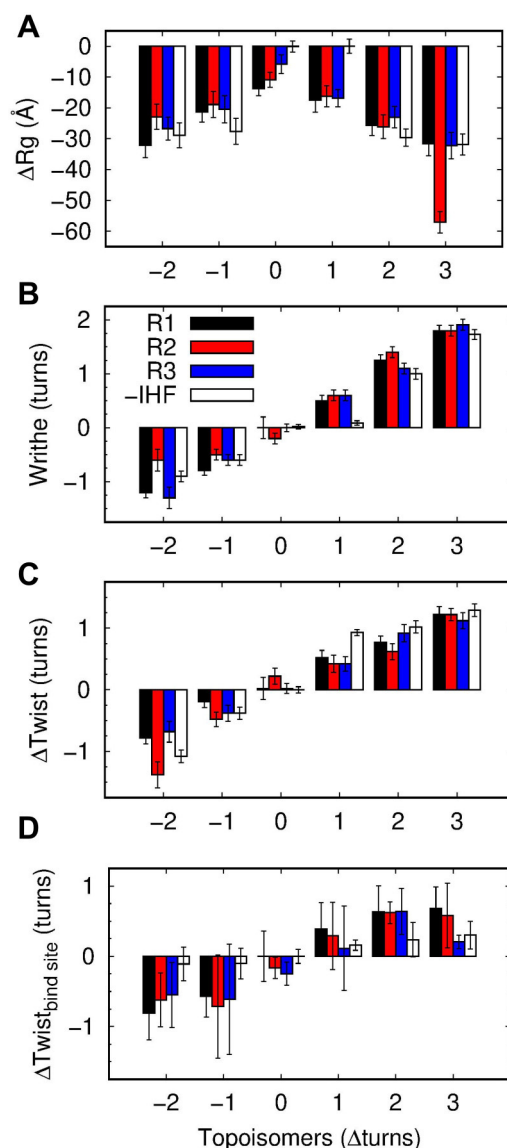 A
ΔRg (Å)
0
−10
−20
−30
−40
−50
−60
−2 −1 0 1 2 3
B
Writhe (turns)
2
1
0
−1
R1
R2
R3
−IHF
−2 −1 0 1 2 3
C
ΔTwist (turns)
1
0
−1
−2 −1 0 1 2 3
D
ΔTwist bind site (turns)
1
0
−1
−2 −1 0 1 2 3
Topoisomers (Δturns)